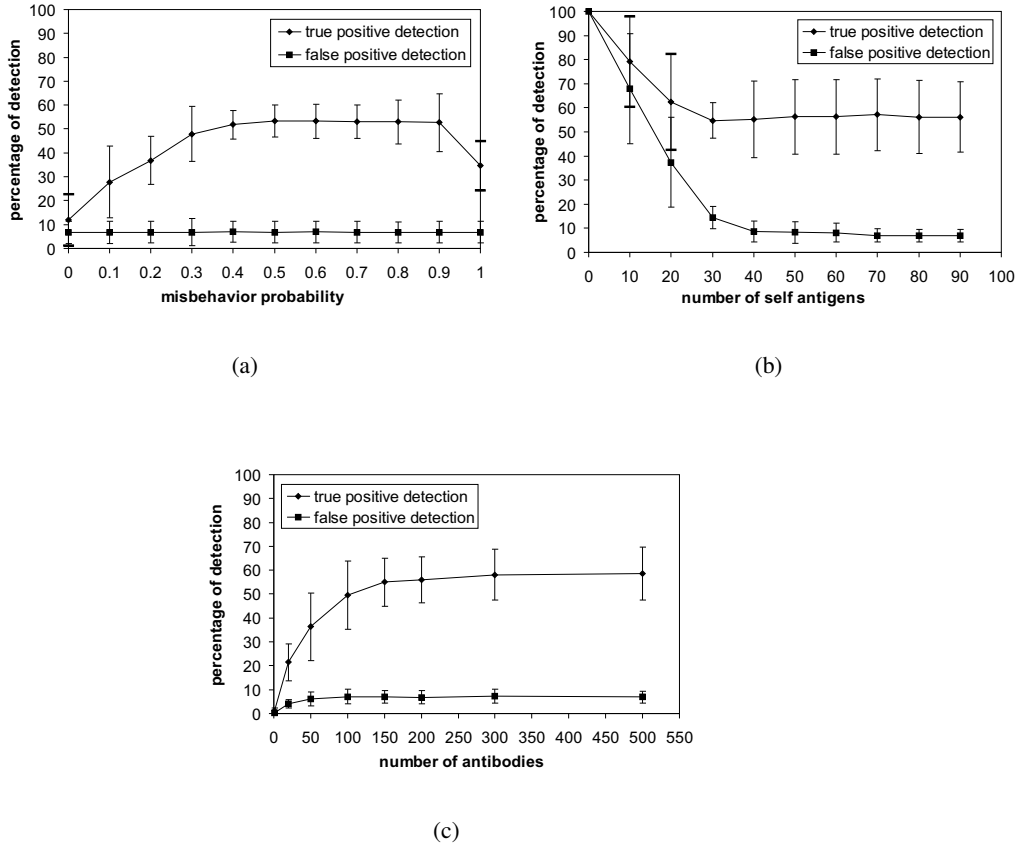 100
90
80
70
60
50
40
30
20
10
0
percentage of detection
true positive detection
false positive detection
0 0.1 0.2 0.3 0.4 0.5 0.6 0.7 0.8 0.9 1
misbehavior probability
(a)
100
90
80
70
60
50
40
30
20
10
0
percentage of detection
true positive detection
false positive detection
0 10 20 30 40 50 60 70 80 90 100
number of self antigens
(b)
100
90
80
70
60
50
40
30
20
10
0
percentage of detection
true positive detection
false positive detection
0 50 100 150 200 250 300 350 400 450 500 550
number of antibodies
(c)